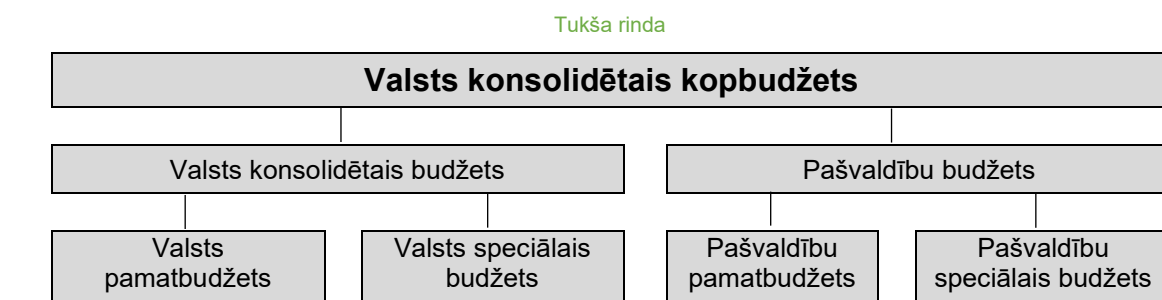 Tukša rinda
Valsts konsolidētais kopbudžets
Valsts konsolidētais budžets
Pašvaldību budžets
Valsts
pamatbudžets
Valsts speciālais
budžets
Pašvaldību
pamatbudžets
Pašvaldību
speciālais budžets